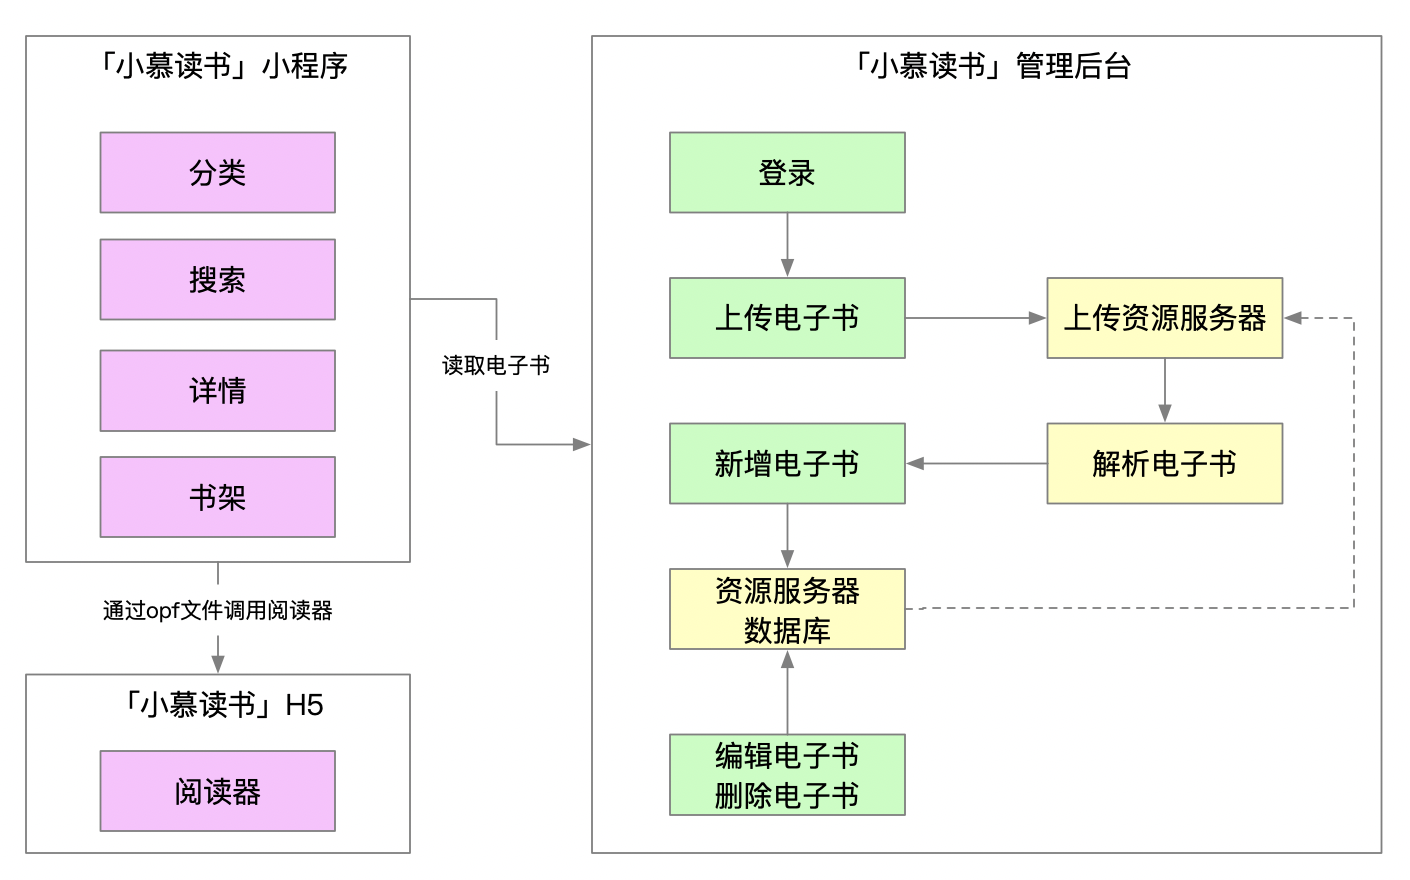 「小慕读书」小程序
分类
搜索
详情
书架
通过opf文件调用阅读器
「小慕读书」H5
阅读器
读取电子书
「小慕读书」管理后台
登录
上传电子书
上传资源服务器
新增电子书
解析电子书
资源服务器
数据库
编辑电子书
删除电子书